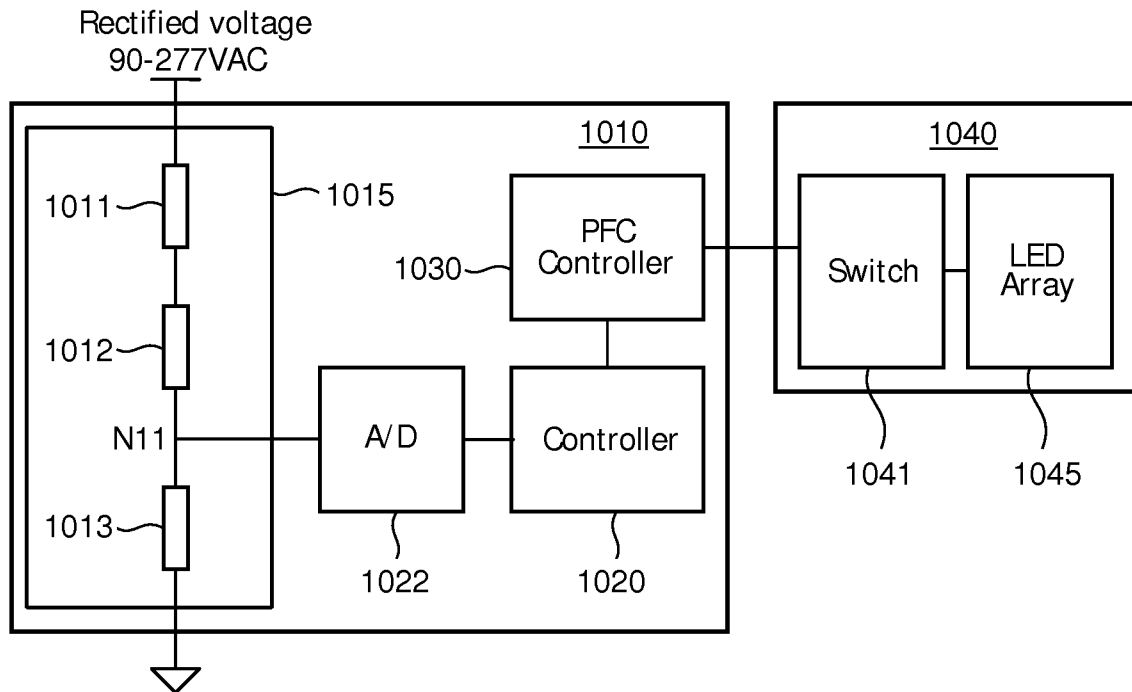 Rectified voltage
90-277VAC
1010
1040
1011
1015
PFC
Controller
1030
Switch
LED
Array
1012
N11
A/D
Controller
1041
1045
1013
1022
1020